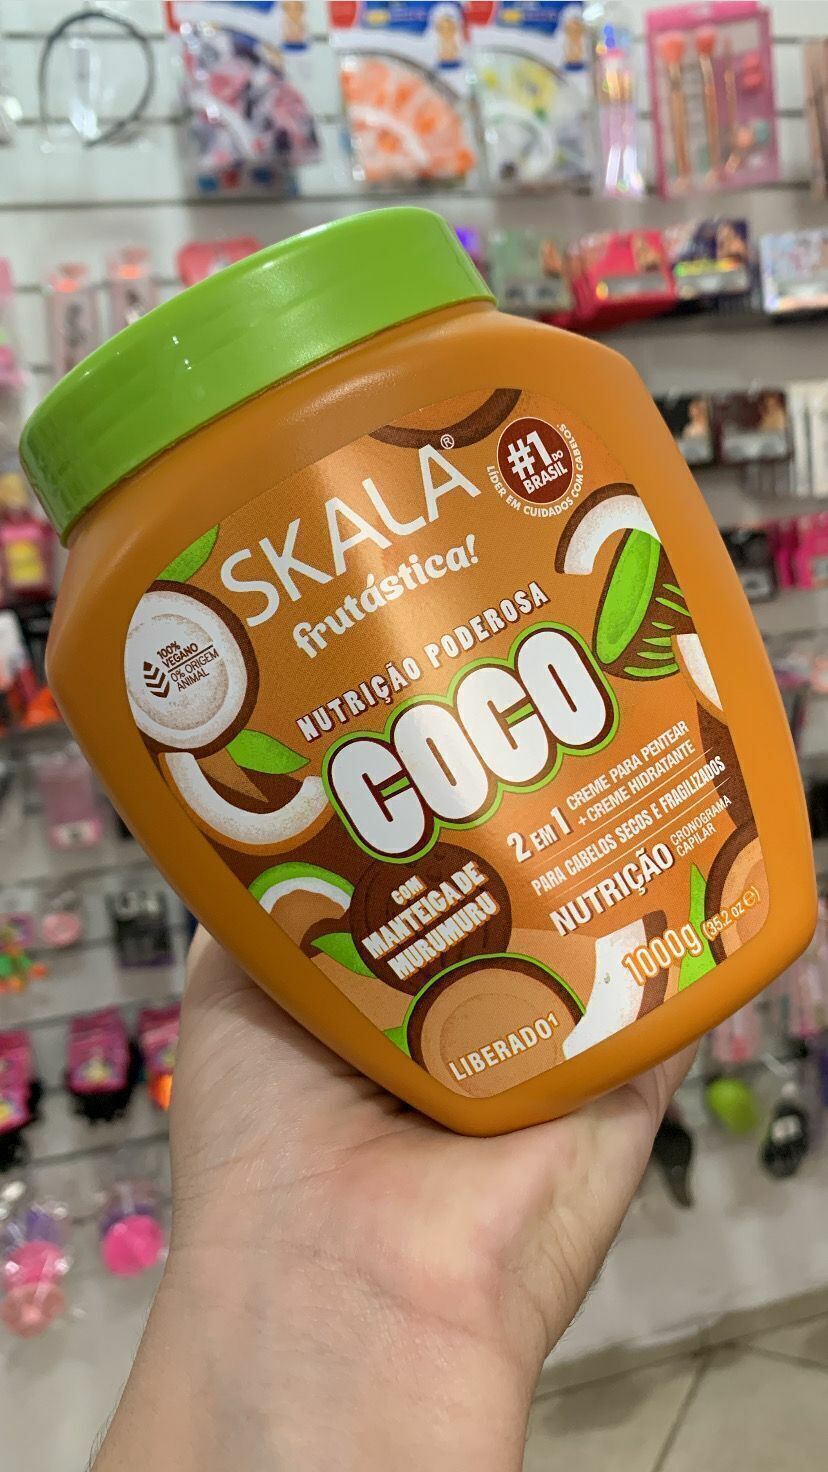 SKALA®
frutástica!
#1 DO
BRASIL
LÍDER EM CUIDADOS COM CABELOS
100%
VEGANO
0% ORIGEM
ANIMAL
NUTRIÇÃO PODEROSA
COCO
2 EM 1 CREME PARA PENTEAR
+ CREME HIDRATANTE
PARA CABELOS SECOS E FRAGILIZADOS
NUTRIÇÃO CRONOGRAMA
CAPILAR
COM
MANTEIGA DE
MURUMURU
1000g (35.2 oz ℮)
LIBERADO¹